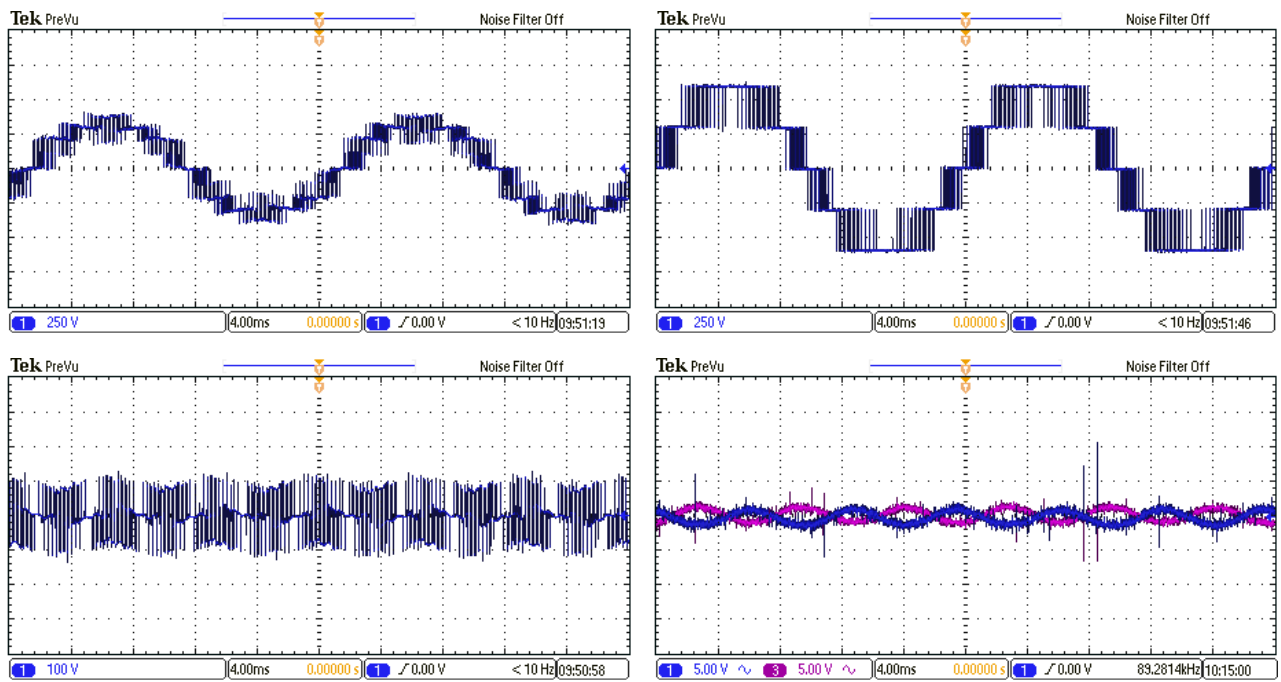 Tek PreVu Noise Filter Off
T
T
1 250 V 4.00ms 0.00000 s 1 / 0.00 V < 10 Hz 09:51:19
Tek PreVu Noise Filter Off
T
T
1 250 V 4.00ms 0.00000 s 1 / 0.00 V < 10 Hz 09:51:46
Tek PreVu Noise Filter Off
T
T
1 100 V 4.00ms 0.00000 s 1 / 0.00 V < 10 Hz 09:50:58
Tek PreVu Noise Filter Off
T
T
1 5.00 V ∿ 3 5.00 V ∿ 4.00ms 0.00000 s 1 / 0.00 V 89.2814kHz 10:15:00